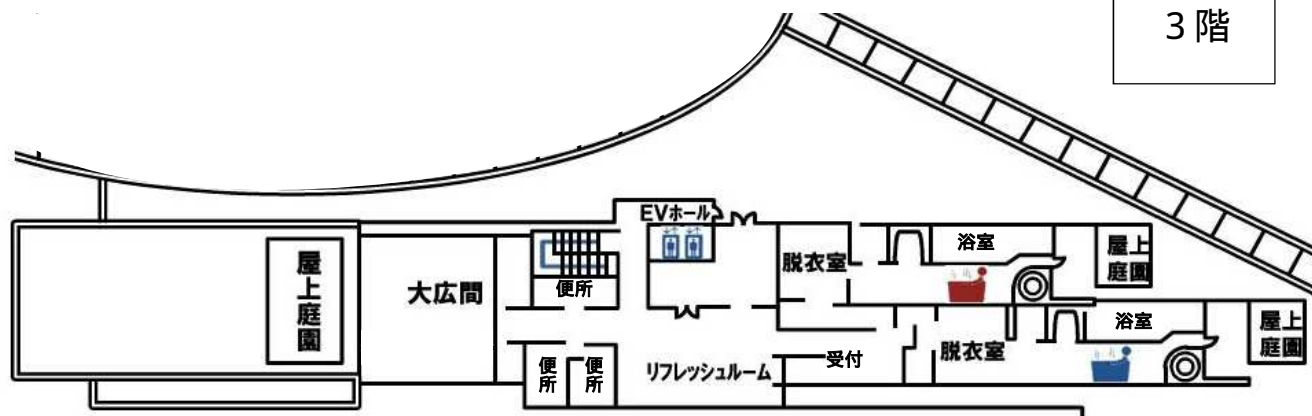 3階
EVホール
浴室
屋上
庭園
脱衣室
屋上庭園
大広間
便所
浴室
屋上
庭園
脱衣室
受付
便所
便所
リフレッシュルーム